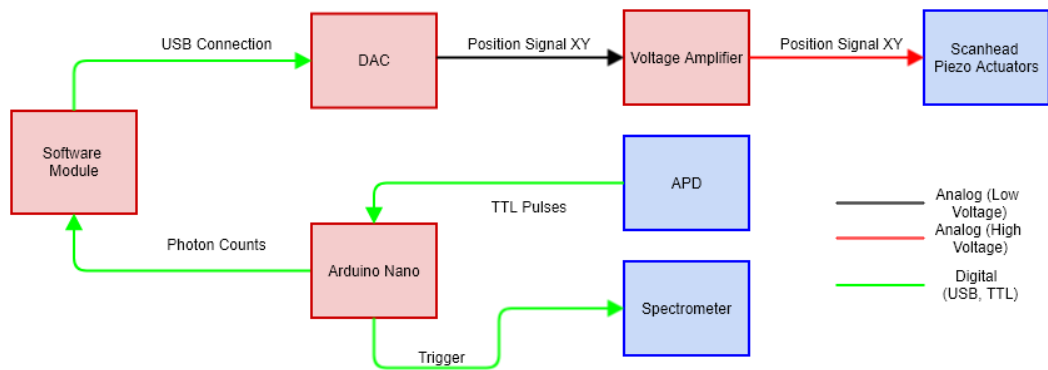 USB Connection
DAC
Position Signal XY
Voltage Amplifier
Position Signal XY
Scanhead
Piezo Actuators
Software
Module
APD
TTL Pulses
Photon Counts
Arduino Nano
Spectrometer
Trigger
Analog (Low
Voltage)
Analog (High
Voltage)
Digital
(USB, TTL)